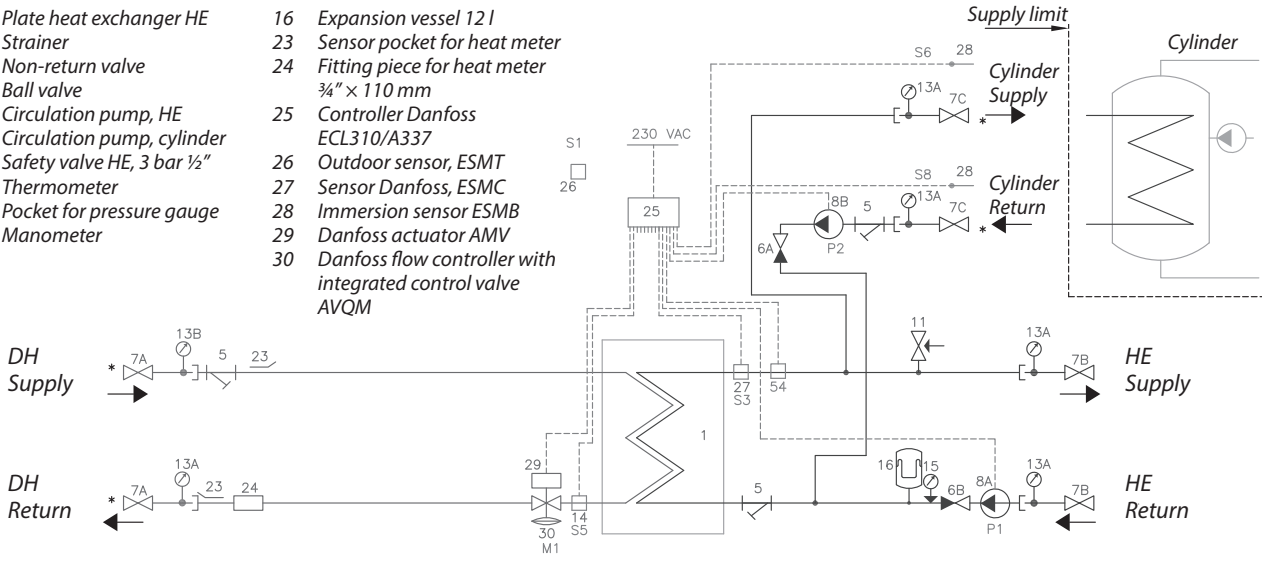 Plate heat exchanger HE
Strainer
Non-return valve
Ball valve
Circulation pump, HE
Circulation pump, cylinder
Safety valve HE, 3 bar ½”
Thermometer
Pocket for pressure gauge
Manometer
16 Expansion vessel 12 l
23 Sensor pocket for heat meter
24 Fitting piece for heat meter
¾” × 110 mm
25 Controller Danfoss
ECL310/A337
26 Outdoor sensor, ESMT
27 Sensor Danfoss, ESMC
28 Immersion sensor ESMB
29 Danfoss actuator AMV
30 Danfoss flow controller with
integrated control valve
AVQM
Supply limit
Cylinder
S6 28
Cylinder
Supply
13A
7C
*
S1
26
230 VAC
25
S8 28
Cylinder
Return
13A
7C
*
8B
5
P2
6A
DH
Supply
*
7A
13B
5
23
27
S3
54
11
13A
7B
HE
Supply
1
DH
Return
*
7A
13A
23
24
29
30
M1
14
S5
5
16
15
6B
8A
P1
13A
7B
HE
Return